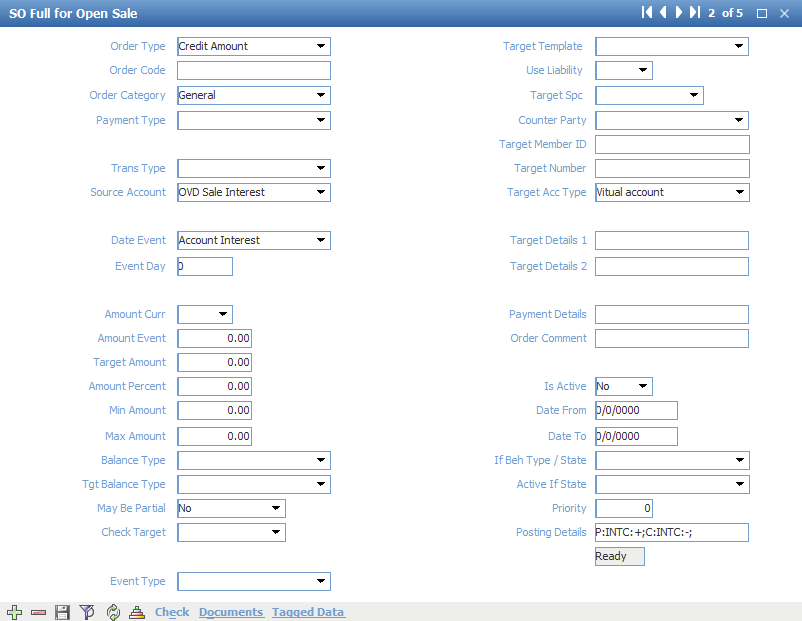 SO Full for Open Sale
2 of 5
Order Type Credit Amount
Order Code
Order Category General
Payment Type
Trans Type
Source Account OVD Sale Interest
Date Event Account Interest
Event Day 0
Amount Curr
Amount Event 0.00
Target Amount 0.00
Amount Percent 0.00
Min Amount 0.00
Max Amount 0.00
Balance Type
Tgt Balance Type
May Be Partial No
Check Target
Event Type
Target Template
Use Liability
Target Spc
Counter Party
Target Member ID
Target Number
Target Acc Type Vitual account
Target Details 1
Target Details 2
Payment Details
Order Comment
Is Active No
Date From 0/0/0000
Date To 0/0/0000
If Beh Type / State
Active If State
Priority 0
Posting Details P:INTC:+;C:INTC:-;
Ready
Check Documents Tagged Data